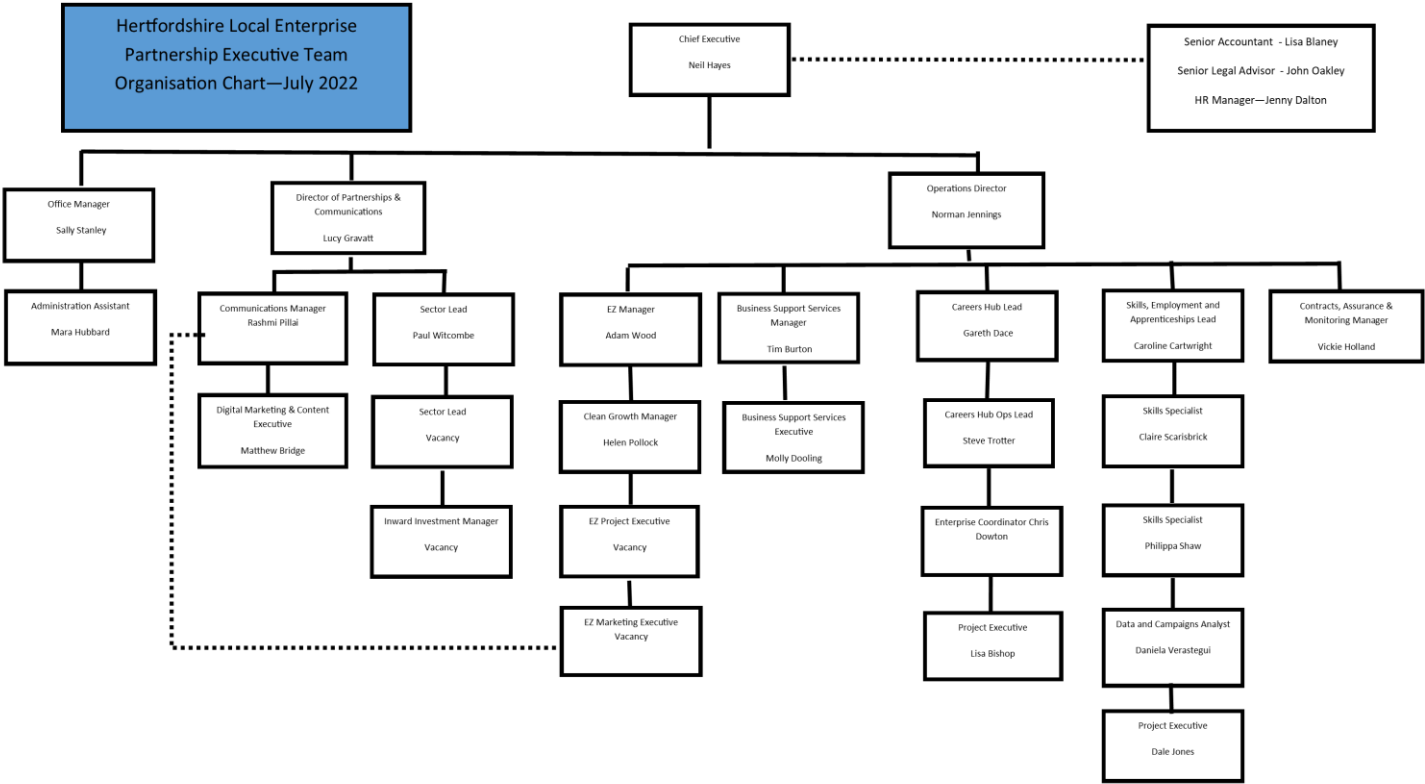 Hertfordshire Local Enterprise
Partnership Executive Team
Organisation Chart—July 2022
Chief Executive
Neil Hayes
Senior Accountant - Lisa Blaney
Senior Legal Advisor - John Oakley
HR Manager—Jenny Dalton
Office Manager
Sally Stanley
Director of Partnerships &
Communications
Lucy Gravatt
Operations Director
Norman Jennings
Administration Assistant
Mara Hubbard
Communications Manager
Rashmi Pillai
Sector Lead
Paul Witcombe
EZ Manager
Adam Wood
Business Support Services
Manager
Tim Burton
Careers Hub Lead
Gareth Dace
Skills, Employment and
Apprenticeships Lead
Caroline Cartwright
Contracts, Assurance &
Monitoring Manager
Vickie Holland
Digital Marketing & Content
Executive
Matthew Bridge
Sector Lead
Vacancy
Clean Growth Manager
Helen Pollock
Business Support Services
Executive
Molly Dooling
Careers Hub Ops Lead
Steve Trotter
Skills Specialist
Claire Scarisbrick
Inward Investment Manager
Vacancy
EZ Project Executive
Vacancy
Enterprise Coordinator Chris
Dowton
Skills Specialist
Philippa Shaw
EZ Marketing Executive
Vacancy
Project Executive
Lisa Bishop
Data and Campaigns Analyst
Daniela Verastegui
Project Executive
Dale Jones